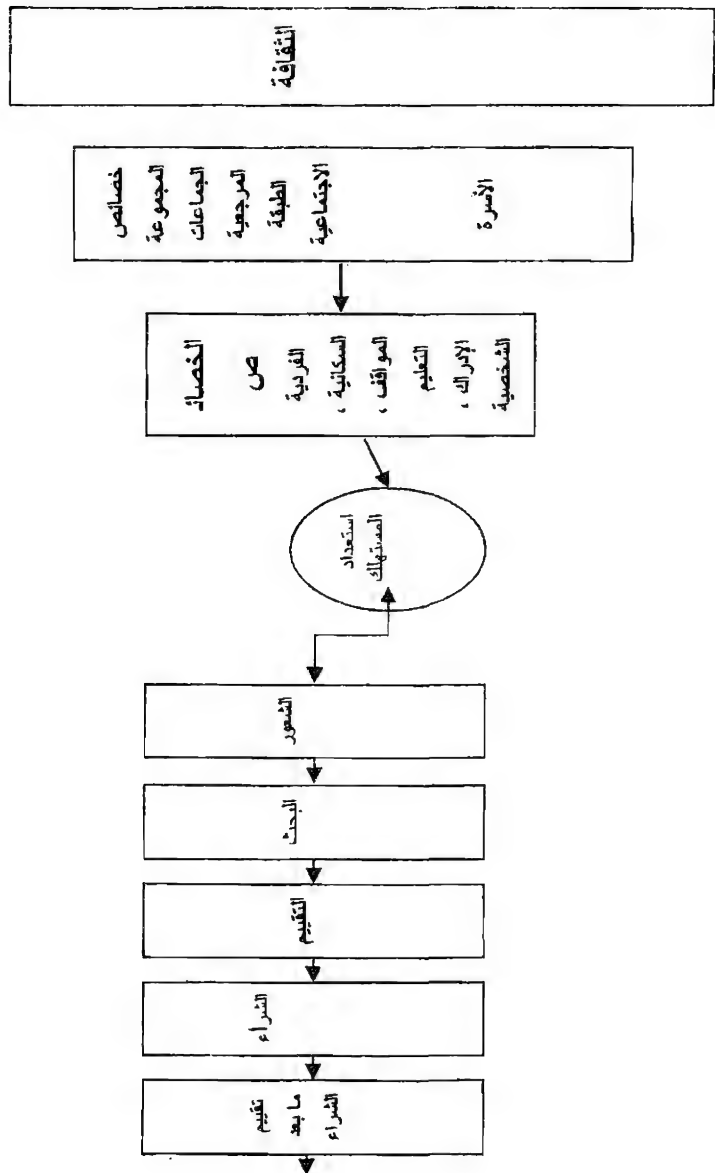 الثقافة
خصائص
المجموعة
الجماعات
المرجعية
الطبقة
الاجتماعية
الأسرة
الخصائـ
ص
الفردية
السكانية ،
المواقف ،
التعليم
الإدراك ،
الشخصية
استعداد
المستهلك
الشعور
البحث
التقييم
الشراء
تقييم
ما بعد
الشراء